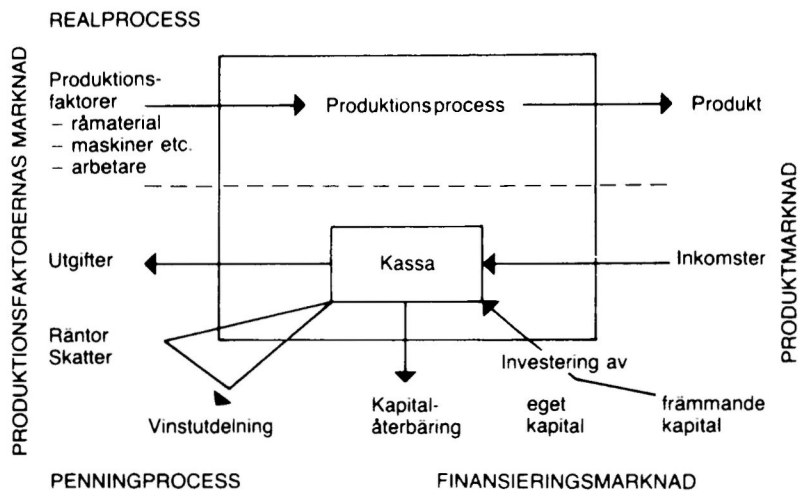 REALPROCESS
PRODUKTIONSFAKTORERNAS MARKNAD
Produktions-
faktorer
– råmaterial
– maskiner etc.
– arbetare
Produktionsprocess
Produkt
PRODUKTMARKNAD
Utgifter
Kassa
Inkomster
Räntor
Skatter
Investering av
Vinstutdelning
Kapital-
återbäring
eget
kapital
främmande
kapital
PENNINGPROCESS
FINANSIERINGSMARKNAD